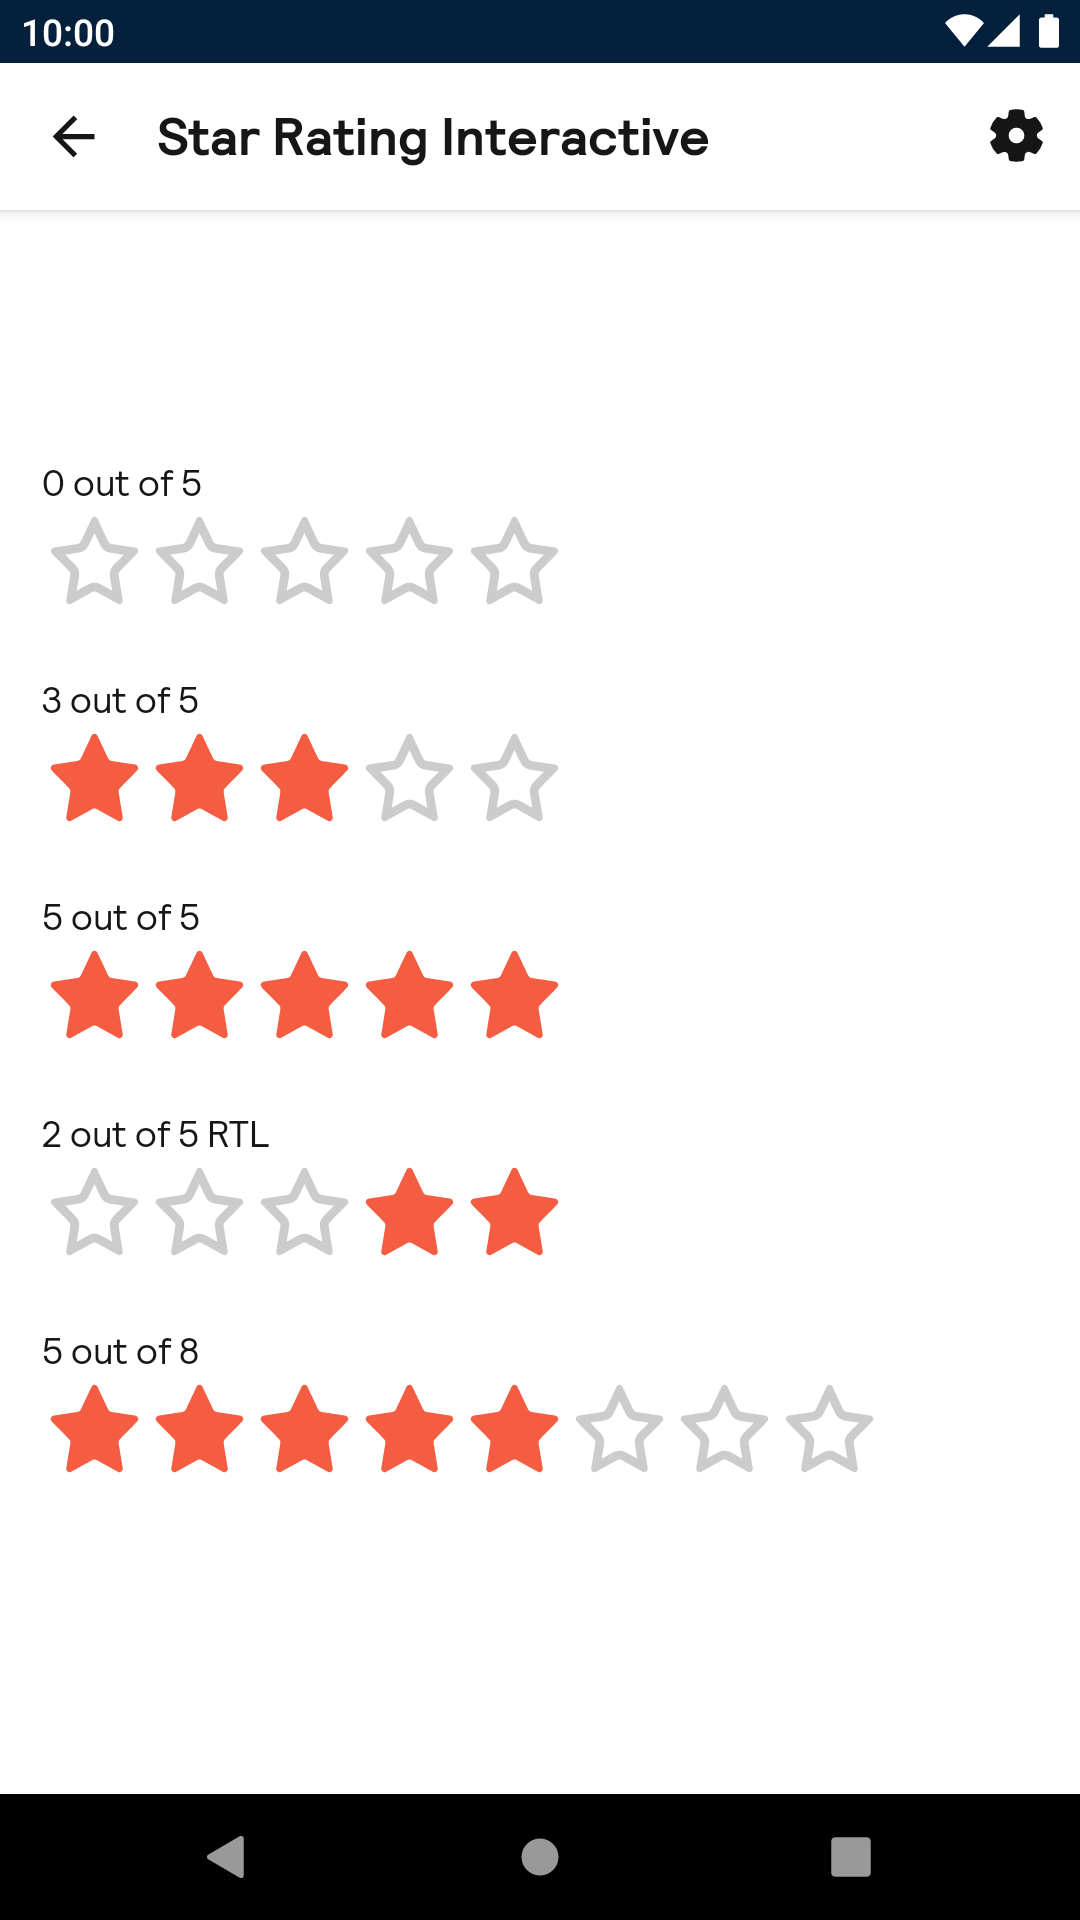 10:00
Star Rating Interactive
0 out of 5
3 out of 5
5 out of 5
2 out of 5 RTL
5 out of 8